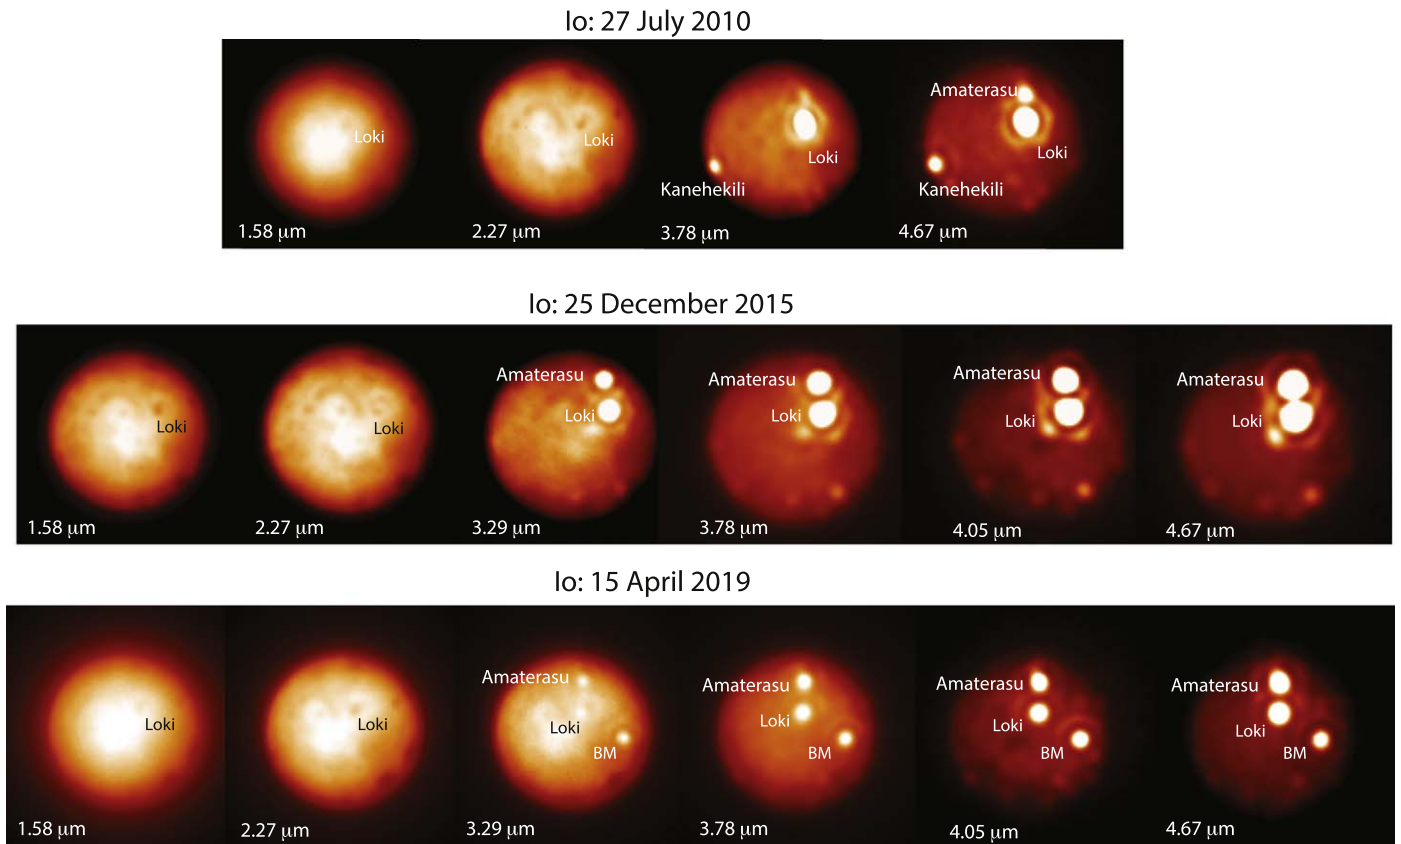 Io: 27 July 2010
Amaterasu
Loki
Loki
Loki
Loki
Kanehekili
Kanehekili
1.58 μm
2.27 μm
3.78 μm
4.67 μm
Io: 25 December 2015
Amaterasu
Amaterasu
Amaterasu
Amaterasu
Loki
Loki
Loki
Loki
Loki
Loki
1.58 μm
2.27 μm
3.29 μm
3.78 μm
4.05 μm
4.67 μm
Io: 15 April 2019
Amaterasu
Amaterasu
Amaterasu
Amaterasu
Loki
Loki
Loki
Loki
Loki
Loki
BM
BM
BM
BM
1.58 μm
2.27 μm
3.29 μm
3.78 μm
4.05 μm
4.67 μm